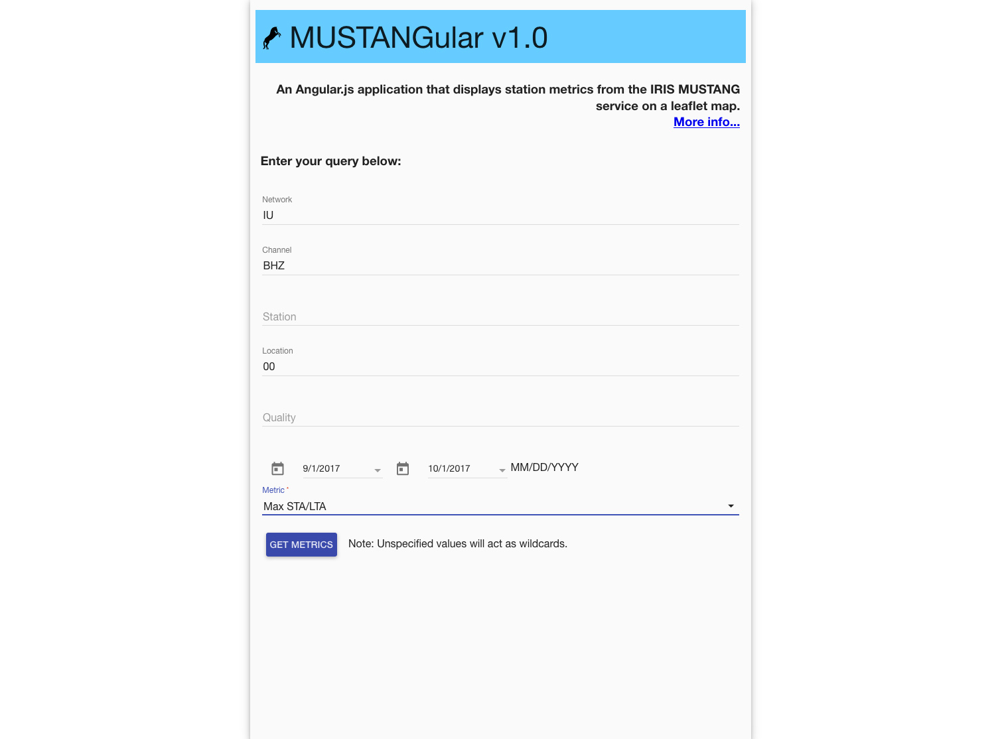 MUSTANGular v1.0
An Angular.js application that displays station metrics from the IRIS MUSTANG
service on a leaflet map.
More info...
Enter your query below:
Network
IU
Channel
BHZ
Station
Location
00
Quality
9/1/2017 10/1/2017 MM/DD/YYYY
Metric *
Max STA/LTA
GET METRICS Note: Unspecified values will act as wildcards.